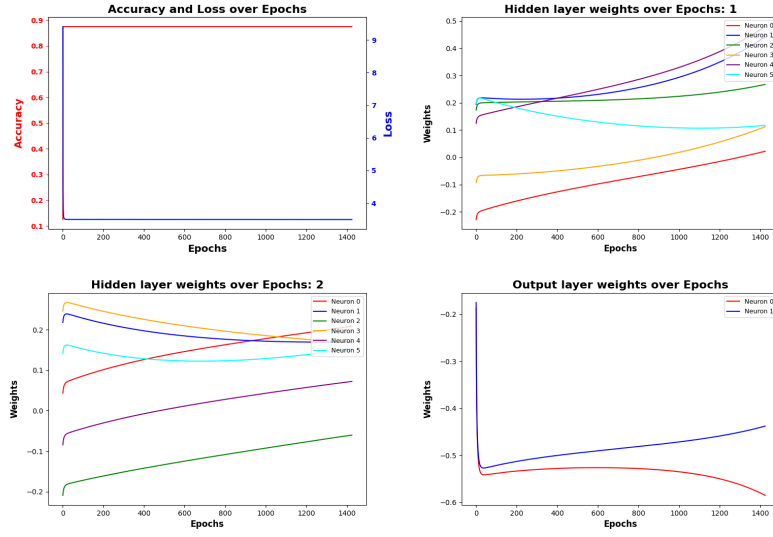 Accuracy and Loss over Epochs
0.9
0.8
0.7
0.6
0.5
0.4
0.3
0.2
0.1
Accuracy
9
8
7
6
5
4
Loss
0 200 400 600 800 1000 1200 1400
Epochs
Hidden layer weights over Epochs: 1
0.5
0.4
0.3
0.2
0.1
0.0
−0.1
−0.2
Weights
Neuron 0
Neuron 1
Neuron 2
Neuron 3
Neuron 4
Neuron 5
0 200 400 600 800 1000 1200 1400
Epochs
Hidden layer weights over Epochs: 2
0.2
0.1
0.0
−0.1
−0.2
Weights
Neuron 0
Neuron 1
Neuron 2
Neuron 3
Neuron 4
Neuron 5
0 200 400 600 800 1000 1200 1400
Epochs
Output layer weights over Epochs
−0.2
−0.3
−0.4
−0.5
−0.6
Weights
Neuron 0
Neuron 1
0 200 400 600 800 1000 1200 1400
Epochs